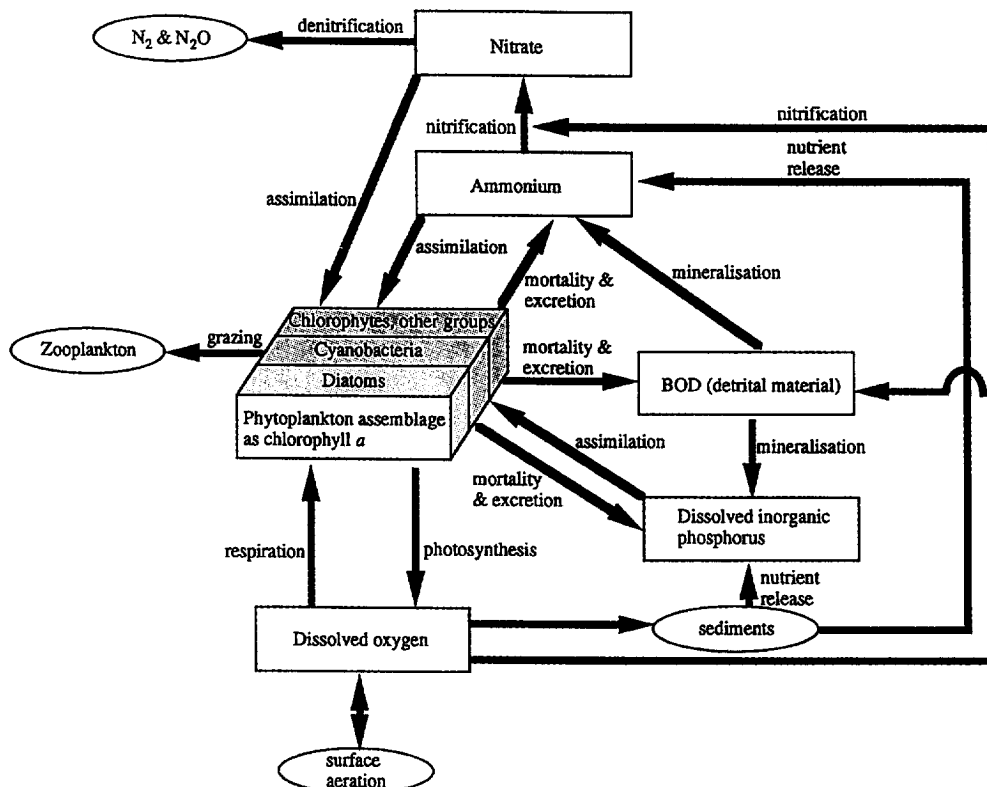 denitrification
N2 & N2O
Nitrate
nitrification
nitrification
nutrient
release
Ammonium
assimilation
assimilation
mineralisation
mortality &
excretion
Chlorophytes, other groups
grazing
Zooplankton
Cyanobacteria
mortality &
excretion
Diatoms
BOD (detrital material)
Phytoplankton assemblage
as chlorophyll a
assimilation
mineralisation
mortality
& excretion
Dissolved inorganic
phosphorus
respiration
photosynthesis
nutrient
release
Dissolved oxygen
sediments
surface
aeration